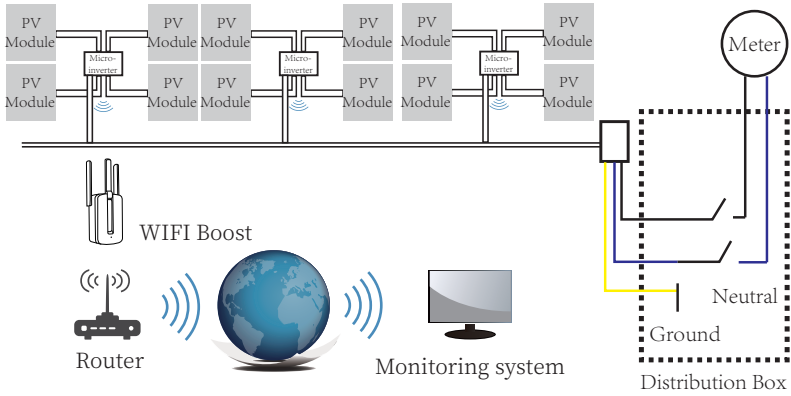 PV
Module
PV
Module
PV
Module
PV
Module
PV
Module
PV
Module
Micro-
inverter
Micro-
inverter
Micro-
inverter
PV
Module
PV
Module
PV
Module
PV
Module
PV
Module
PV
Module
Meter
WIFI Boost
Router
Monitoring system
Neutral
Ground
Distribution Box